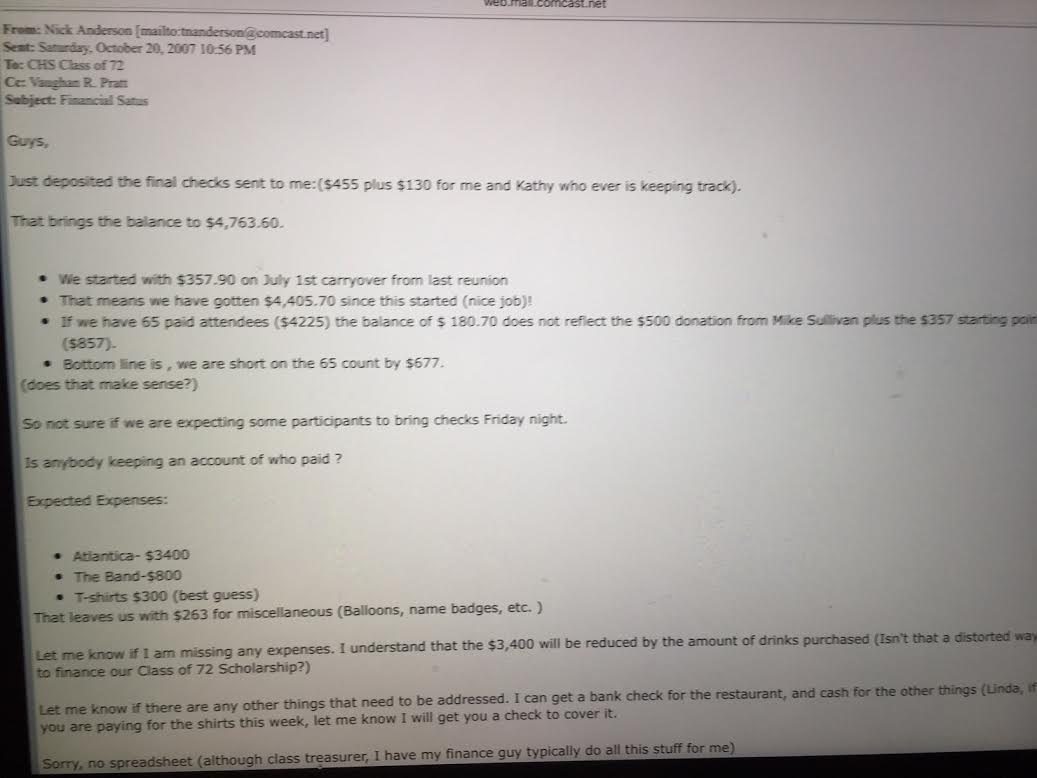 web.mail.comcast.net
From: Nick Anderson [mailto:tnanderson@comcast.net]
Sent: Saturday, October 20, 2007 10:56 PM
To: CHS Class of 72
Cc: Vaughan R. Pratt
Subject: Financial Satus
Guys,
Just deposited the final checks sent to me:($455 plus $130 for me and Kathy who ever is keeping track).
That brings the balance to $4,763.60.
• We started with $357.90 on July 1st carryover from last reunion
• That means we have gotten $4,405.70 since this started (nice job)!
• If we have 65 paid attendees ($4225) the balance of $ 180.70 does not reflect the $500 donation from Mike Sullivan plus the $357 starting
($857).
• Bottom line is , we are short on the 65 count by $677.
(does that make sense?)
So not sure if we are expecting some participants to bring checks Friday night.
Is anybody keeping an account of who paid ?
Expected Expenses:
• Atlantica- $3400
• The Band-$800
• T-shirts $300 (best guess)
That leaves us with $263 for miscellaneous (Balloons, name badges, etc. )
Let me know if I am missing any expenses. I understand that the $3,400 will be reduced by the amount of drinks purchased (Isn't that a distorted way
to finance our Class of 72 Scholarship?)
Let me know if there are any other things that need to be addressed. I can get a bank check for the restaurant, and cash for the other things (Linda, if
you are paying for the shirts this week, let me know I will get you a check to cover it.
Sorry, no spreadsheet (although class treasurer, I have my finance guy typically do all this stuff for me)